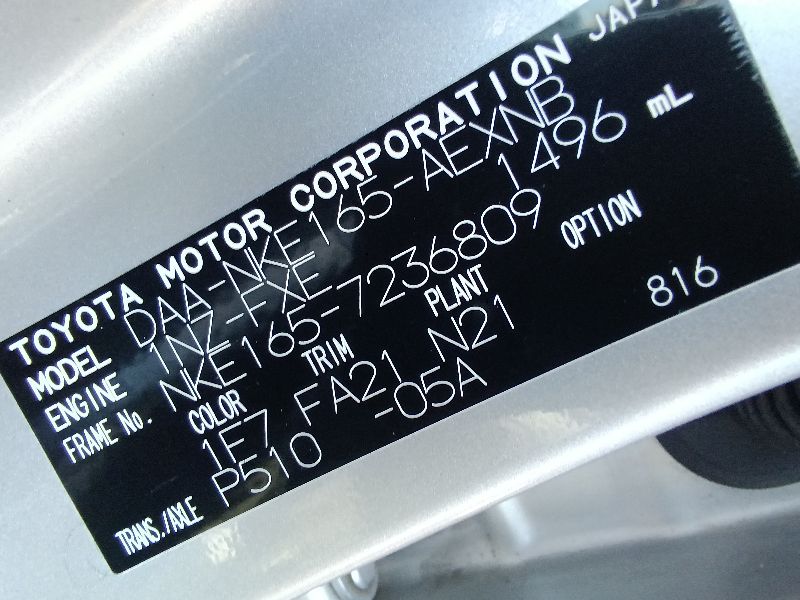 TOYOTA MOTOR CORPORATION JAPAN
MODEL DAA-NKE165-AEXNB
ENGINE 1NZ-FXE 1496 mL
FRAME No. NKE165-7236809
COLOR TRIM PLANT OPTION
1F7 FA21 N21 816
TRANS./AXLE P510 -05A